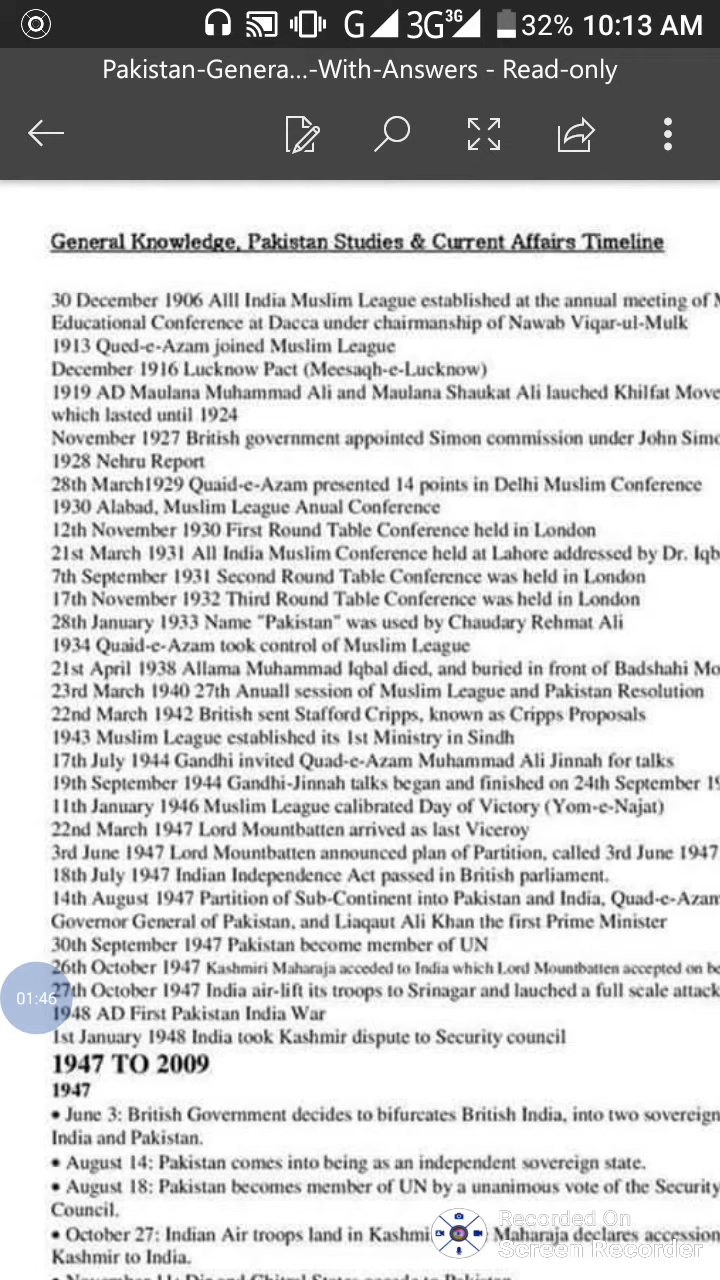 G 3G 3G 32% 10:13 AM
Pakistan-Genera...-With-Answers - Read-only
General Knowledge, Pakistan Studies & Current Affairs Timeline
30 December 1906 Alll India Muslim League established at the annual meeting of
Educational Conference at Dacca under chairmanship of Nawab Viqar-ul-Mulk
1913 Qued-e-Azam joined Muslim League
December 1916 Lucknow Pact (Meesaqh-e-Lucknow)
1919 AD Maulana Muhammad Ali and Maulana Shaukat Ali lauched Khilfat Move
which lasted until 1924
November 1927 British government appointed Simon commission under John Simo
1928 Nehru Report
28th March1929 Quaid-e-Azam presented 14 points in Delhi Muslim Conference
1930 Alabad, Muslim League Anual Conference
12th November 1930 First Round Table Conference held in London
21st March 1931 All India Muslim Conference held at Lahore addressed by Dr. Iqb
7th September 1931 Second Round Table Conference was held in London
17th November 1932 Third Round Table Conference was held in London
28th January 1933 Name "Pakistan" was used by Chaudary Rehmat Ali
1934 Quaid-e-Azam took control of Muslim League
21st April 1938 Allama Muhammad Iqbal died, and buried in front of Badshahi Mo
23rd March 1940 27th Anuall session of Muslim League and Pakistan Resolution
22nd March 1942 British sent Stafford Cripps, known as Cripps Proposals
1943 Muslim League established its 1st Ministry in Sindh
17th July 1944 Gandhi invited Quad-e-Azam Muhammad Ali Jinnah for talks
19th September 1944 Gandhi-Jinnah talks began and finished on 24th September 19
11th January 1946 Muslim League calibrated Day of Victory (Yom-e-Najat)
22nd March 1947 Lord Mountbatten arrived as last Viceroy
3rd June 1947 Lord Mountbatten announced plan of Partition, called 3rd June 1947
18th July 1947 Indian Independence Act passed in British parliament.
14th August 1947 Partition of Sub-Continent into Pakistan and India, Quad-e-Azam
Governor General of Pakistan, and Liaqaut Ali Khan the first Prime Minister
30th September 1947 Pakistan become member of UN
26th October 1947 Kashmiri Maharaja acceded to India which Lord Mountbatten accepted on be
01:46
27th October 1947 India air-lift its troops to Srinagar and lauched a full scale attack
1948 AD First Pakistan India War
1st January 1948 India took Kashmir dispute to Security council
1947 TO 2009
1947
• June 3: British Government decides to bifurcates British India, into two sovereign
India and Pakistan.
• August 14: Pakistan comes into being as an independent sovereign state.
• August 18: Pakistan becomes member of UN by a unanimous vote of the Security
Council.
• October 27: Indian Air troops land in Kashmi Maharaja declares accession
Kashmir to India.
Recorded On
Screen Recorder